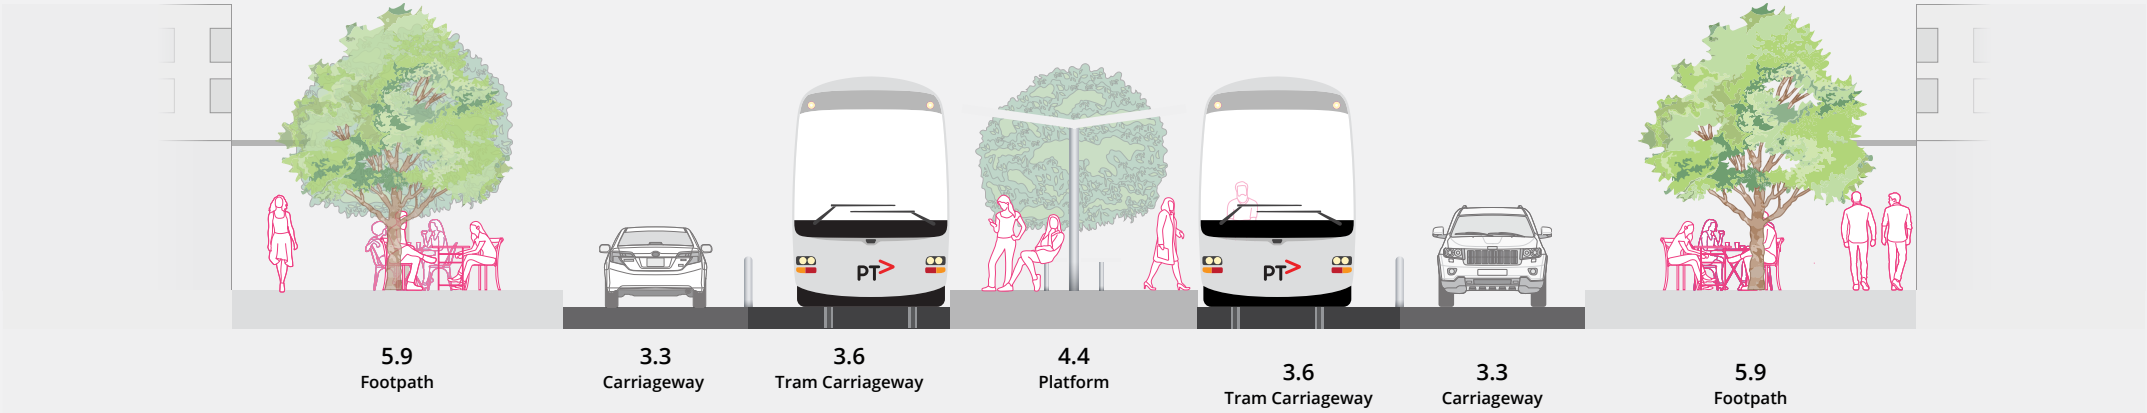 PT>
PT>
5.9
Footpath
3.3
Carriageway
3.6
Tram Carriageway
4.4
Platform
3.6
Tram Carriageway
3.3
Carriageway
5.9
Footpath